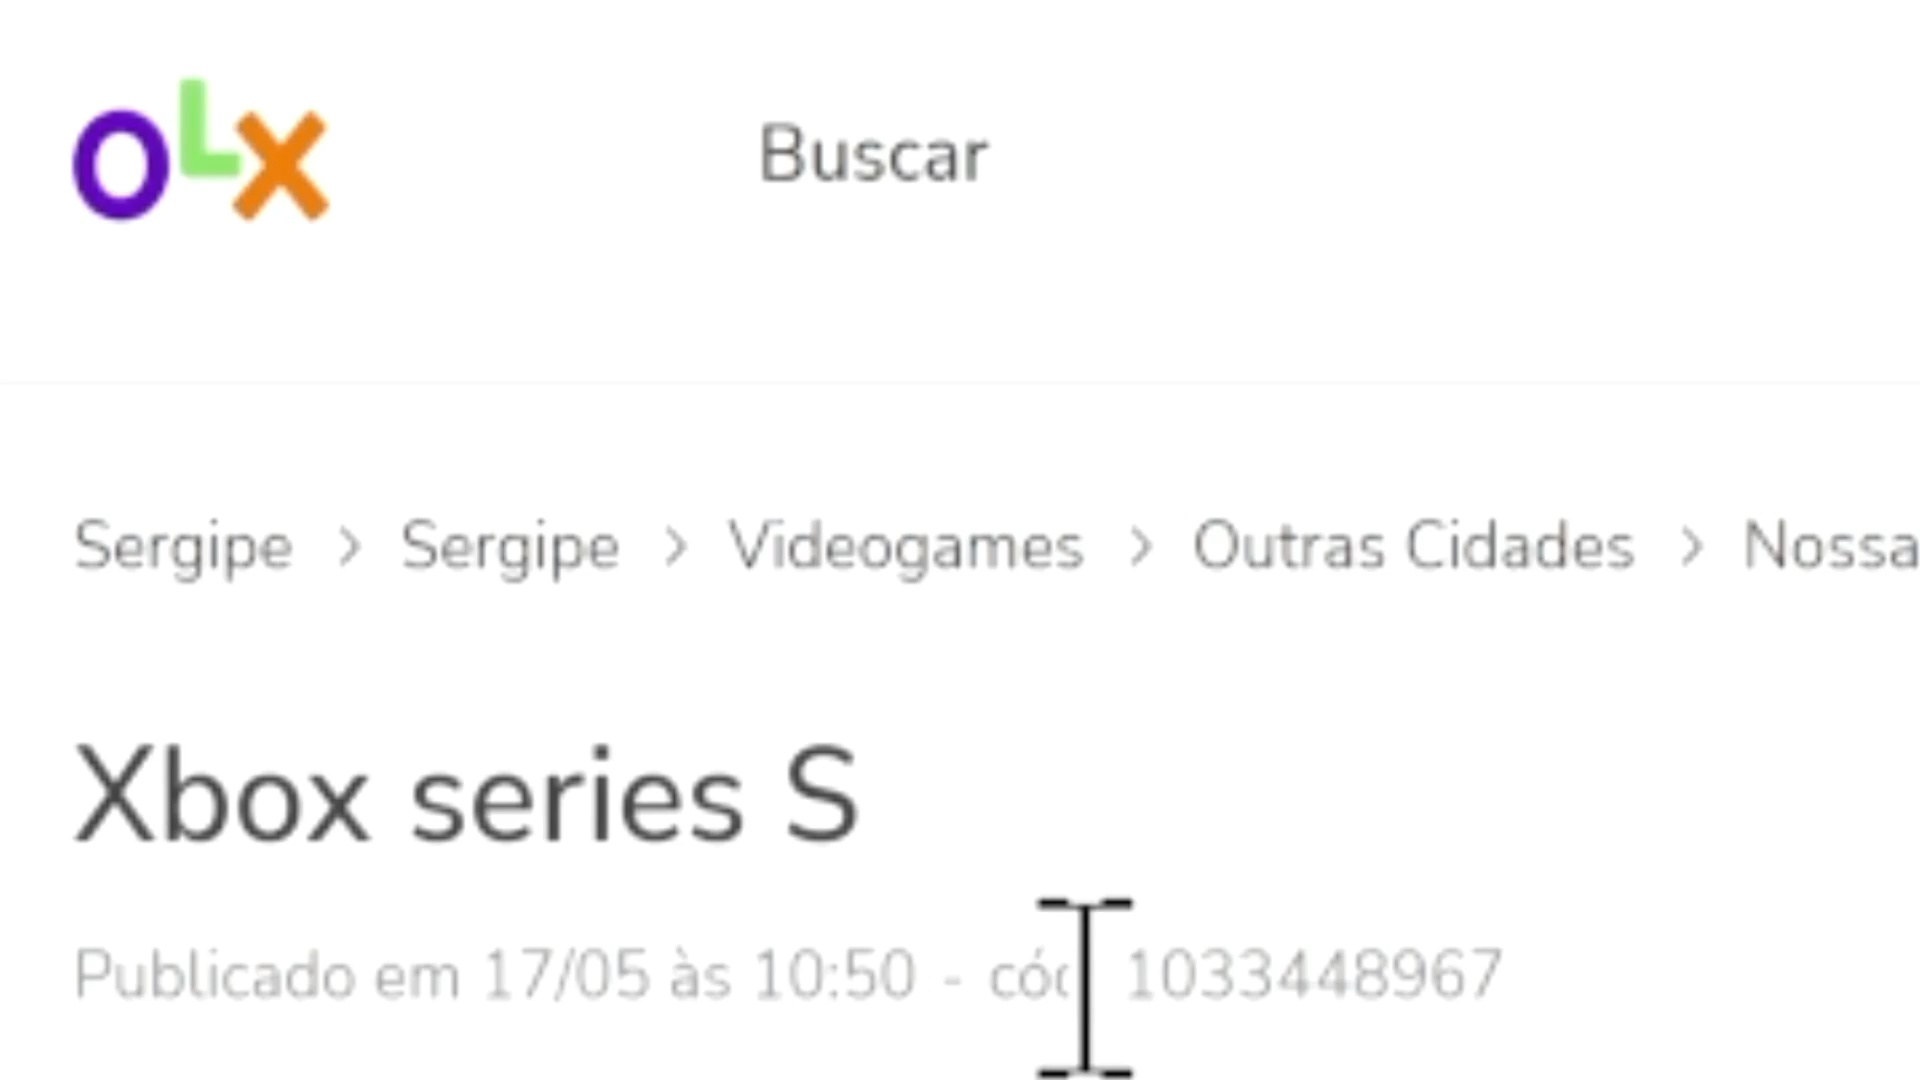 OLX
Buscar
Sergipe > Sergipe > Videogames > Outras Cidades > Nossa
Xbox series S
Publicado em 17/05 às 10:50 - 1033448967